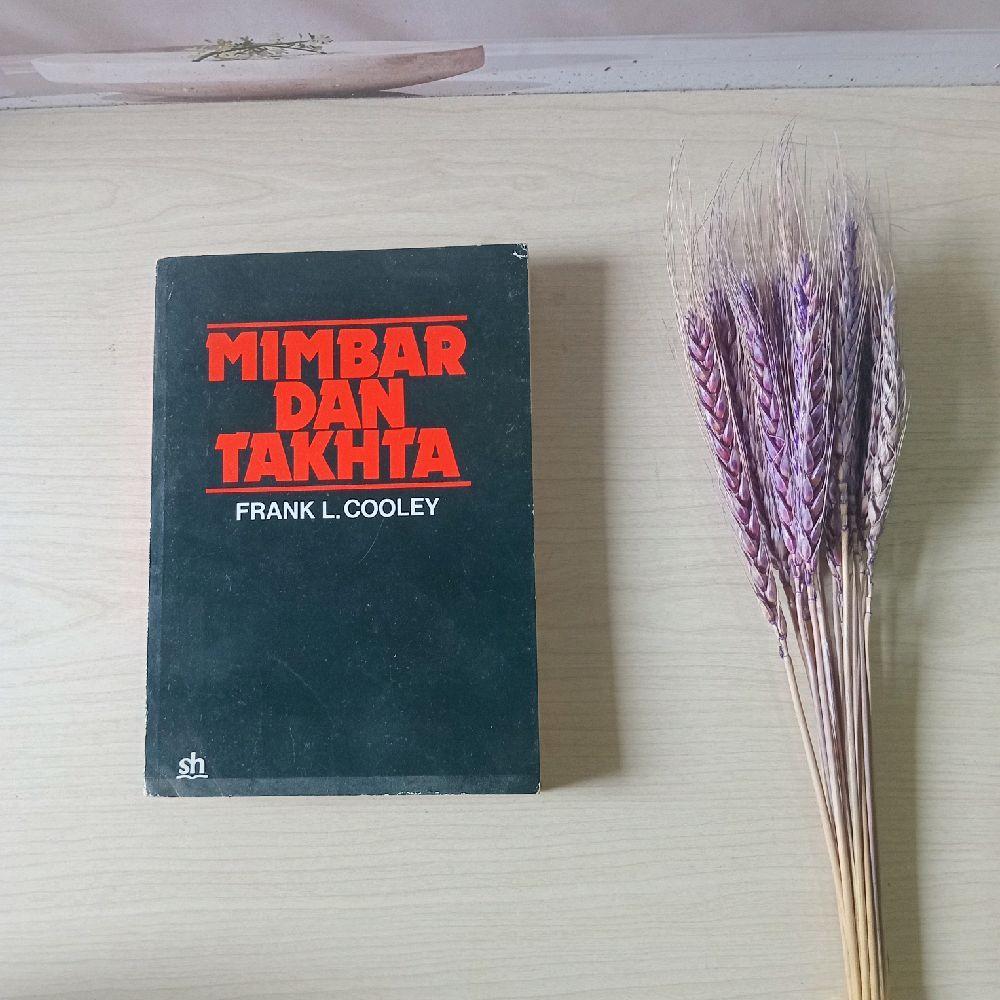 MIMBAR
DAN
TAKHTA
FRANK L. COOLEY
sh